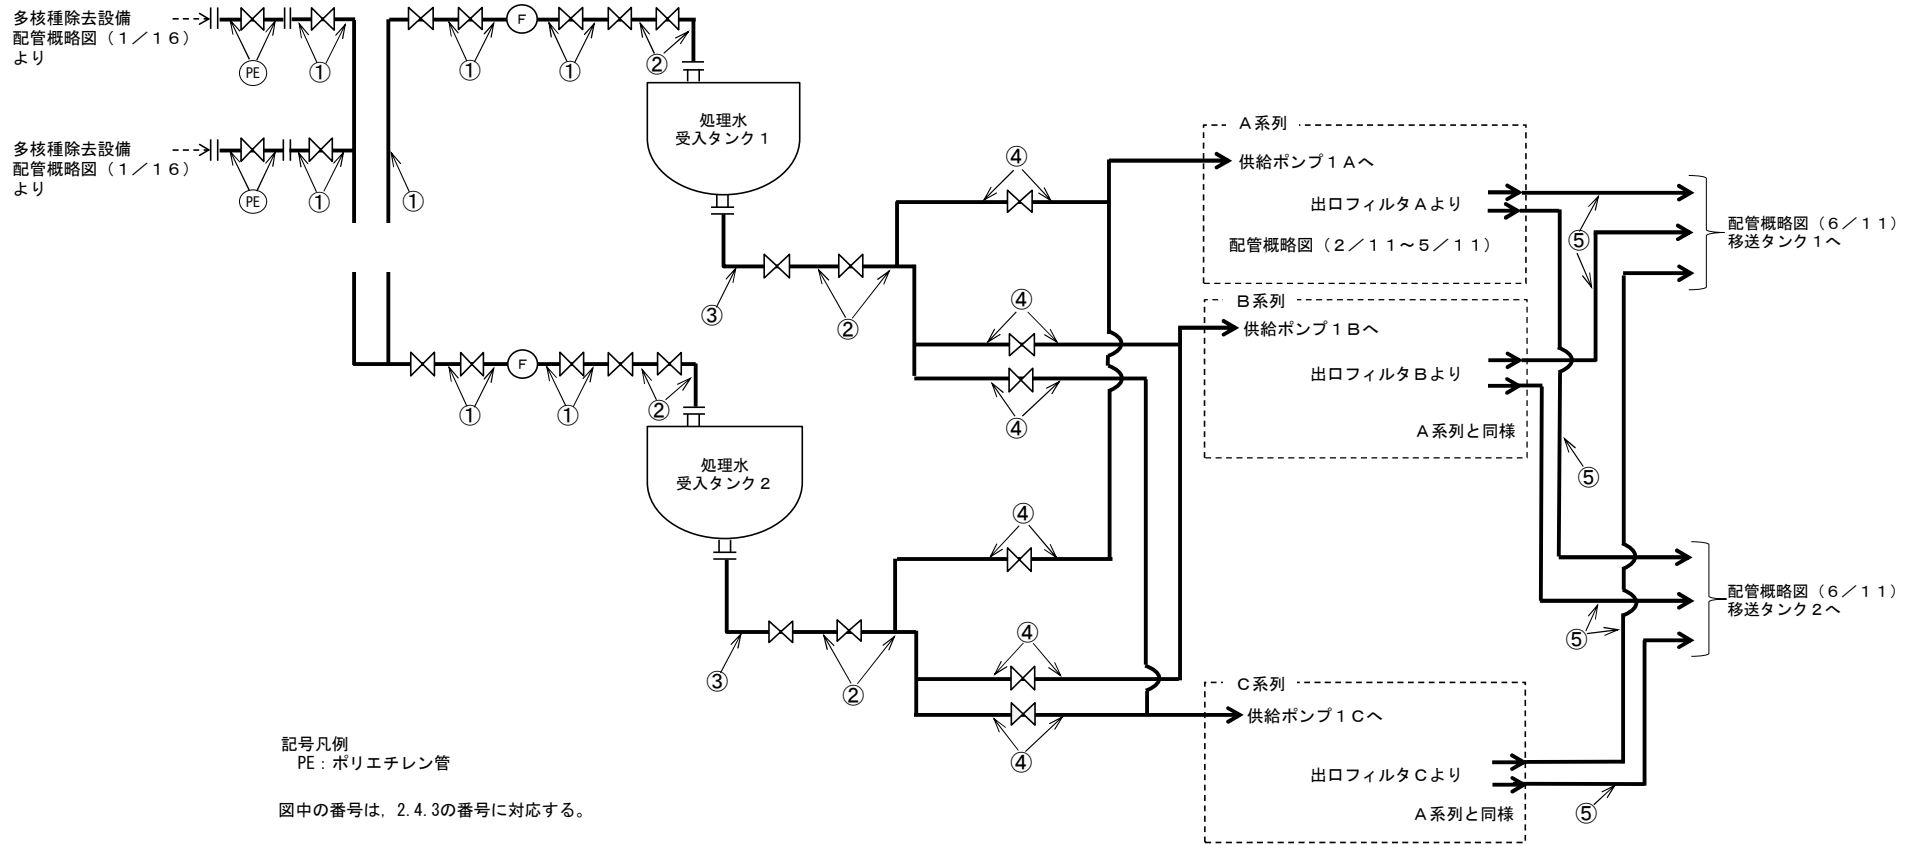 多核種除去設備
配管概略図（１／１６）
より
PE
①
①
F
①
②
処理水
受入タンク１
多核種除去設備
配管概略図（１／１６）
より
PE
①
①
③
②
④
④
④
Ａ系列
供給ポンプ１Ａへ
出口フィルタＡより
配管概略図（２／１１～５／１１）
⑤
配管概略図（６／１１）
移送タンク１へ
Ｂ系列
供給ポンプ１Ｂへ
出口フィルタＢより
Ａ系列と同様
⑤
①
F
①
②
処理水
受入タンク２
③
②
④
④
④
Ｃ系列
供給ポンプ１Ｃへ
出口フィルタＣより
Ａ系列と同様
⑤
⑤
配管概略図（６／１１）
移送タンク２へ
記号凡例
PE：ポリエチレン管
図中の番号は，2.4.3の番号に対応する。